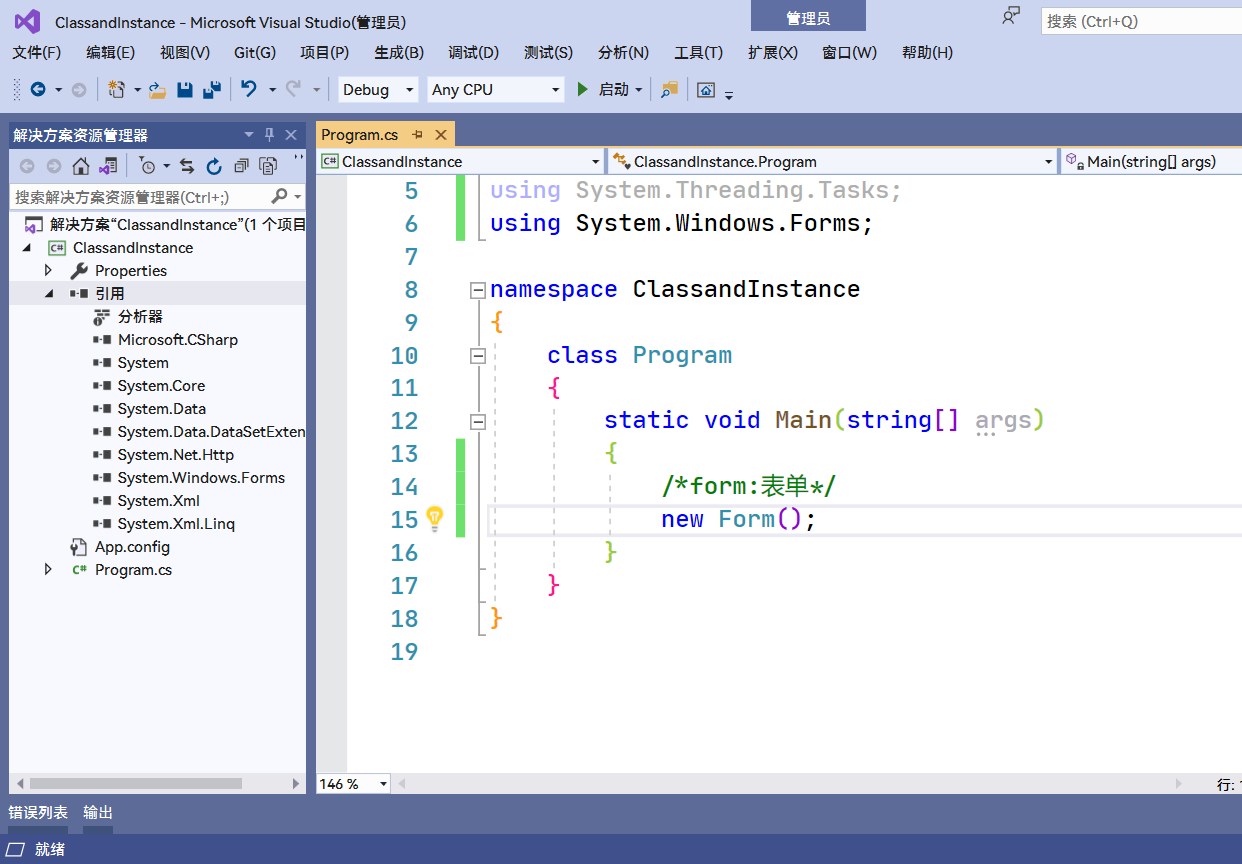 ClassandInstance - Microsoft Visual Studio(管理员)
管理员
搜索 (Ctrl+Q)
文件(F) 编辑(E) 视图(V) Git(G) 项目(P) 生成(B) 调试(D) 测试(S) 分析(N) 工具(T) 扩展(X) 窗口(W) 帮助(H)
Debug Any CPU 启动
解决方案资源管理器
搜索解决方案资源管理器(Ctrl+;)
解决方案“ClassandInstance”(1 个项目
C# ClassandInstance
Properties
引用
分析器
Microsoft.CSharp
System
System.Core
System.Data
System.Data.DataSetExten
System.Net.Http
System.Windows.Forms
System.Xml
System.Xml.Linq
App.config
C# Program.cs
Program.cs
C# ClassandInstance ClassandInstance.Program Main(string[] args)
5 using System.Threading.Tasks;
6 using System.Windows.Forms;
7
8 namespace ClassandInstance
9 {
10 class Program
11 {
12 static void Main(string[] args)
13 {
14 /*form:表单*/
15 new Form();
16 }
17 }
18 }
19
146 %
行: 1
错误列表 输出
就绪